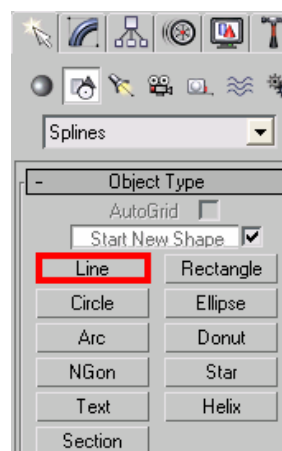 Splines
- Object Type
AutoGrid
Start New Shape
Line Rectangle
Circle Ellipse
Arc Donut
NGon Star
Text Helix
Section